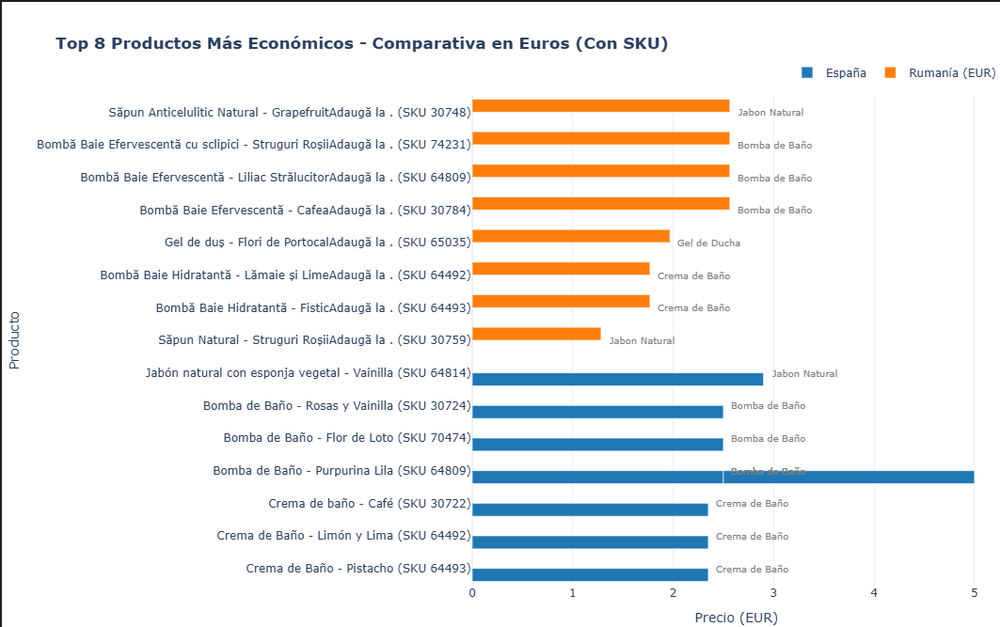 Top 8 Productos Más Económicos - Comparativa en Euros (Con SKU)
España
Rumanía (EUR)
Săpun Anticelulitic Natural - GrapefruitAdaugă la . (SKU 30748)
Jabon Natural
Bombă Baie Efervescentă cu sclipici - Struguri RoșiiAdaugă la . (SKU 74231)
Bomba de Baño
Bombă Baie Efervescentă - Liliac StrălucitorAdaugă la . (SKU 64809)
Bomba de Baño
Bombă Baie Efervescentă - CafeaAdaugă la . (SKU 30784)
Bomba de Baño
Gel de duș - Flori de PortocalAdaugă la . (SKU 65035)
Gel de Ducha
Bombă Baie Hidratantă - Lămaie și LimeAdaugă la . (SKU 64492)
Crema de Baño
Bombă Baie Hidratantă - FisticAdaugă la . (SKU 64493)
Crema de Baño
Săpun Natural - Struguri RoșiiAdaugă la . (SKU 30759)
Jabon Natural
Jabón natural con esponja vegetal - Vainilla (SKU 64814)
Jabon Natural
Bomba de Baño - Rosas y Vainilla (SKU 30724)
Bomba de Baño
Bomba de Baño - Flor de Loto (SKU 70474)
Bomba de Baño
Bomba de Baño - Purpurina Lila (SKU 64809)
Bomba de Baño
Crema de baño - Café (SKU 30722)
Crema de Baño
Crema de Baño - Limón y Lima (SKU 64492)
Crema de Baño
Crema de Baño - Pistacho (SKU 64493)
Crema de Baño
Producto
0 1 2 3 4 5
Precio (EUR)